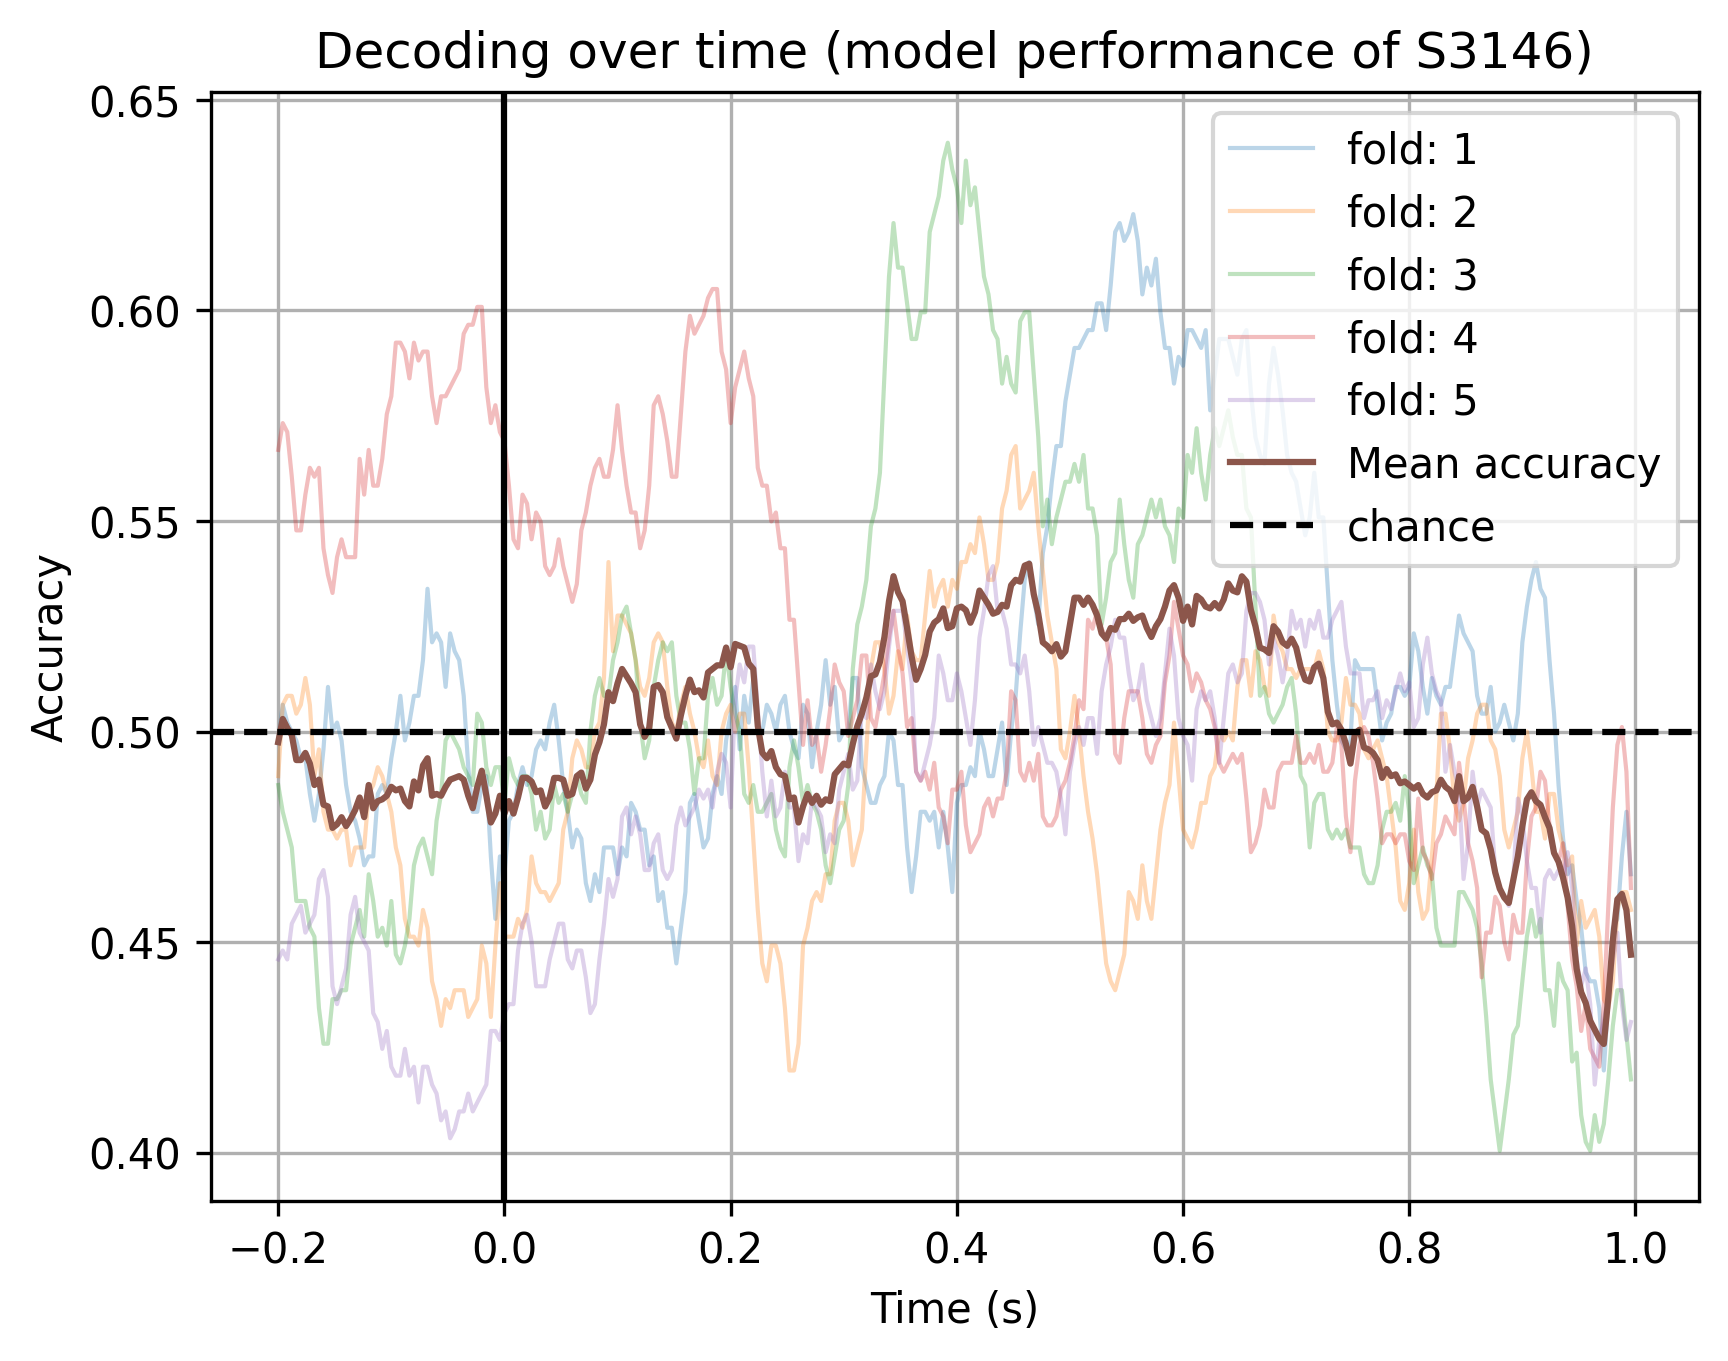 Decoding over time (model performance of S3146)
0.65
0.60
0.55
0.50
0.45
0.40
Accuracy
fold: 1
fold: 2
fold: 3
fold: 4
fold: 5
Mean accuracy
chance
−0.2 0.0 0.2 0.4 0.6 0.8 1.0
Time (s)